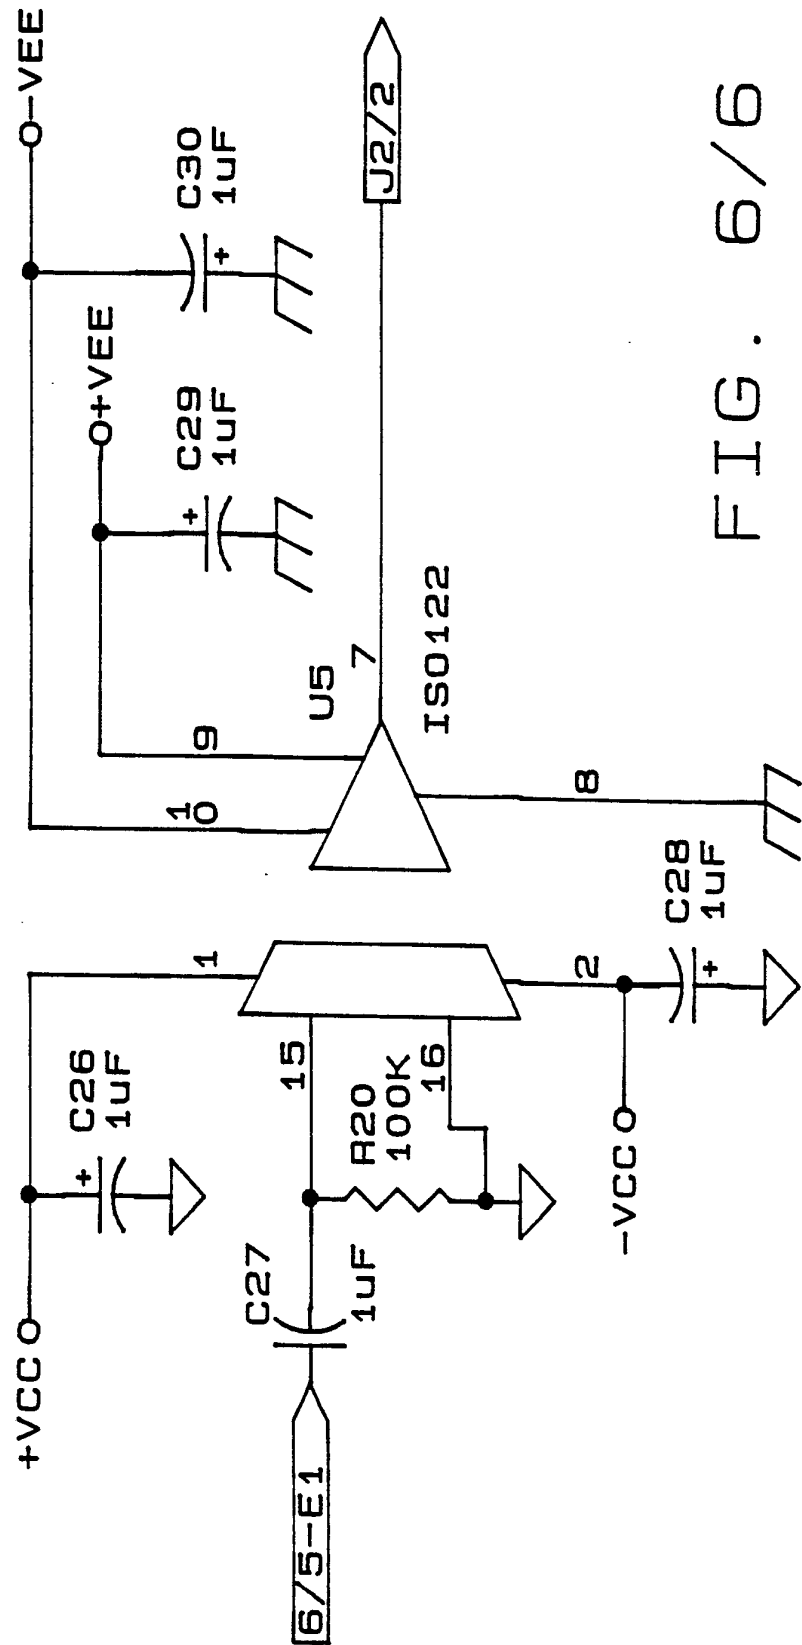 +VCC
C26
1uF
6/5-E1
C27
1uF
15
R20
100K
16
1
2
-VCC
C28
1uF
10
9
U5
7
ISO122
8
+VEE
C29
1uF
-VEE
C30
1uF
J2/2
+
+
+
+
FIG. 6/6